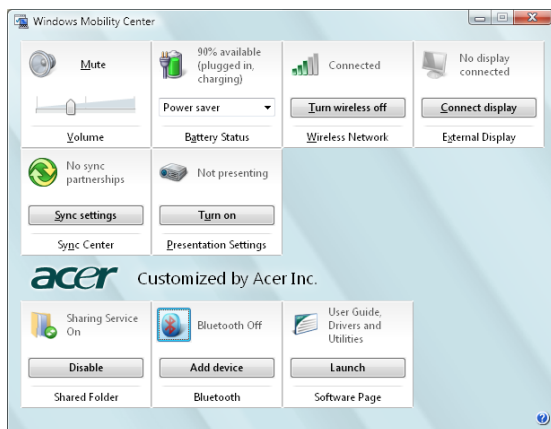 Windows Mobility Center
Mute
Volume
90% available
(plugged in,
charging)
Power saver
Battery Status
Connected
Turn wireless off
Wireless Network
No display
connected
Connect display
External Display
No sync
partnerships
Sync settings
Sync Center
Not presenting
Turn on
Presentation Settings
acer Customized by Acer Inc.
Sharing Service
On
Disable
Shared Folder
Bluetooth Off
Add device
Bluetooth
User Guide,
Drivers and
Utilities
Launch
Software Page